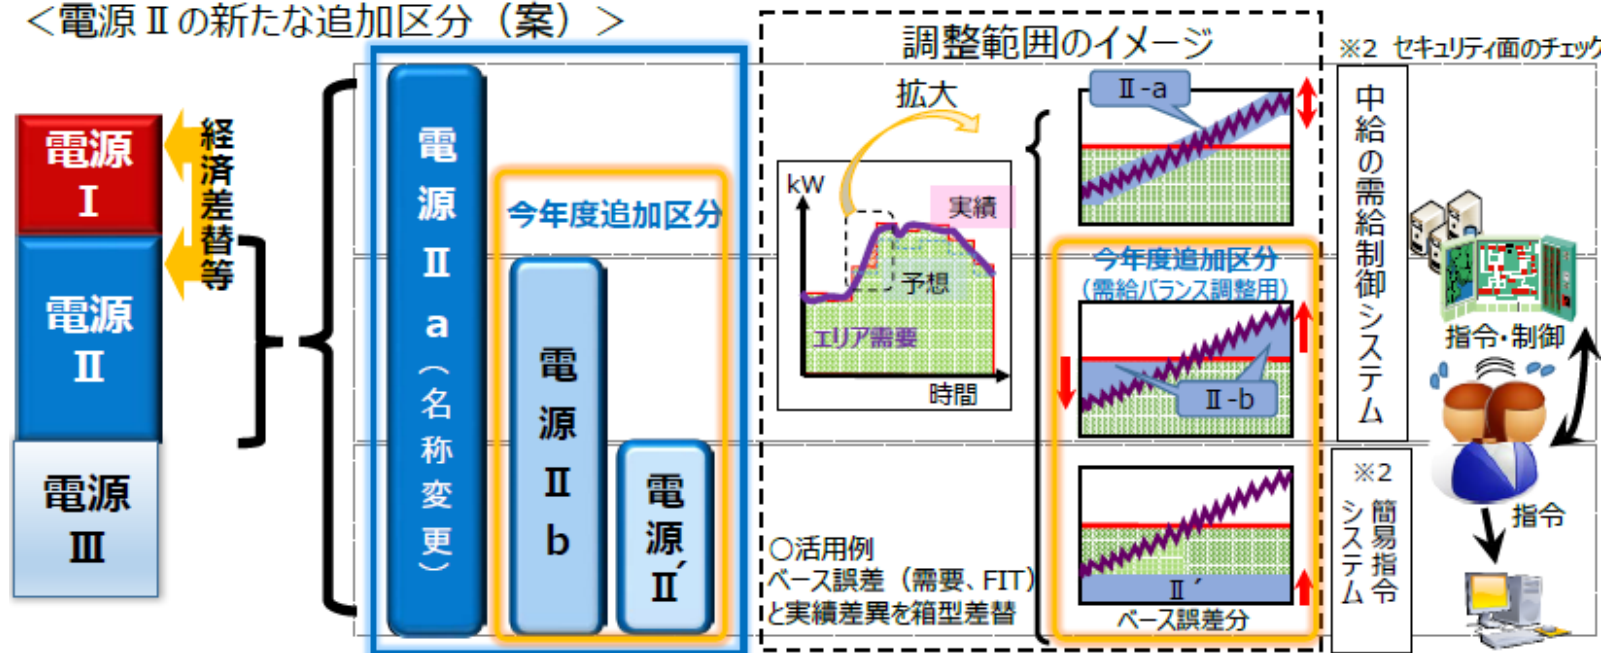 ＜電源Ⅱの新たな追加区分（案）＞
電源
Ⅰ
電源
Ⅱ
電源
Ⅲ
経済差替等
電源Ⅱa（名称変更）
今年度追加区分
電源Ⅱb
電源Ⅱ´
調整範囲のイメージ
拡大
kW
実績
予想
エリア需要
時間
○活用例
ベース誤差（需要、FIT）
と実績差異を箱型差替
Ⅱ-a
今年度追加区分
（需給バランス調整用）
Ⅱ-b
Ⅱ´
ベース誤差分
※2 セキュリティ面のチェック
中給の需給制御システム
指令・制御
※2
簡易指令
システム
指令